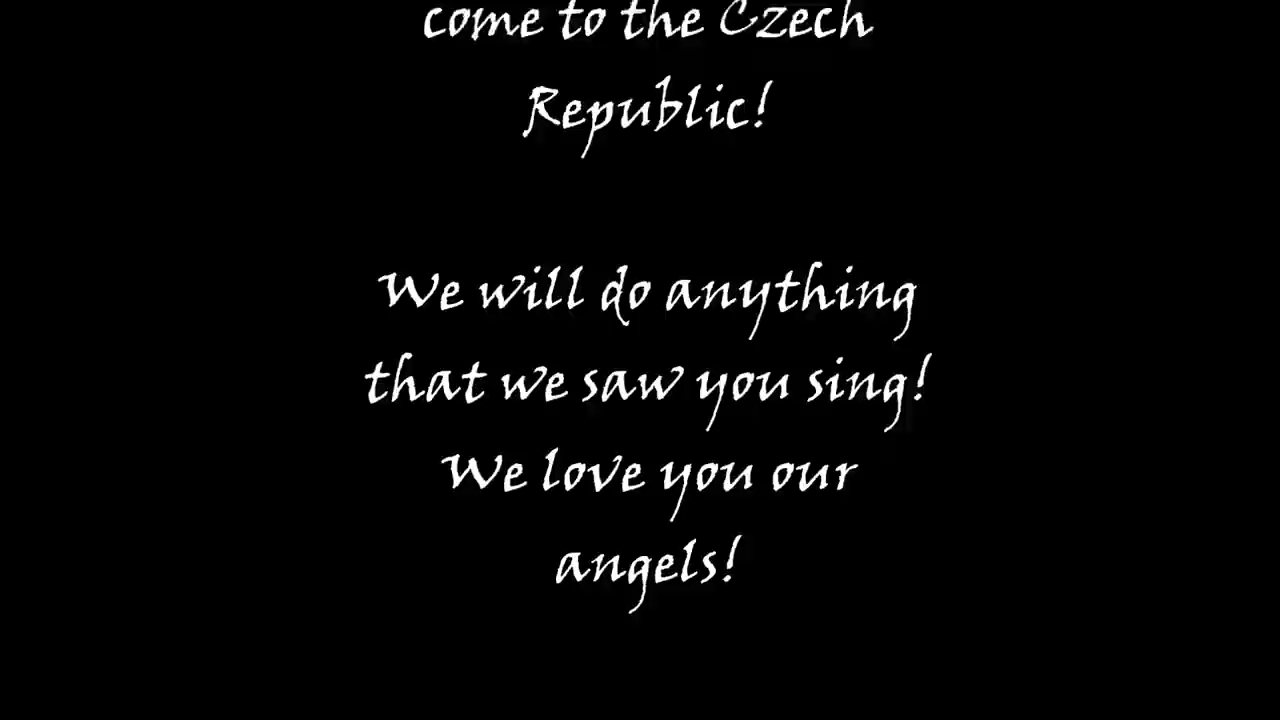 come to the Czech
Republic!
We will do anything
that we saw you sing!
We love you our
angels!